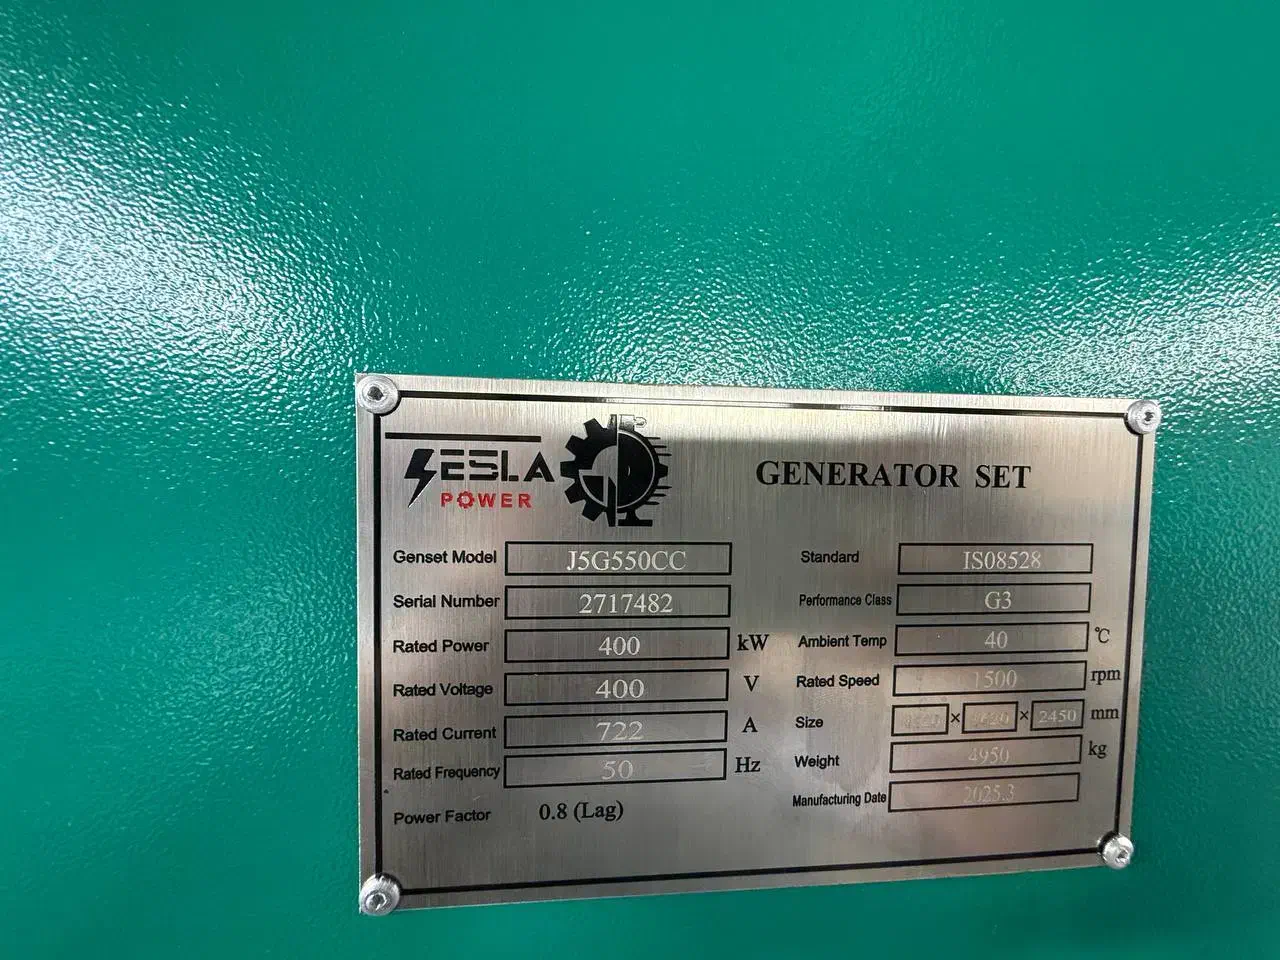 TESLA
POWER
GENERATOR SET
Genset Model J5G550CC
Serial Number 2717482
Rated Power 400 kW
Rated Voltage 400 V
Rated Current 722 A
Rated Frequency 50 Hz
Power Factor 0.8 (Lag)
Standard IS08528
Performance Class G3
Ambient Temp 40 ℃
Rated Speed 1500 rpm
Size × × 2450 mm
Weight 4950 kg
Manufacturing Date 2025.3